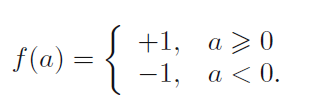 f(a) = { +1, a ⩾ 0
−1, a < 0.